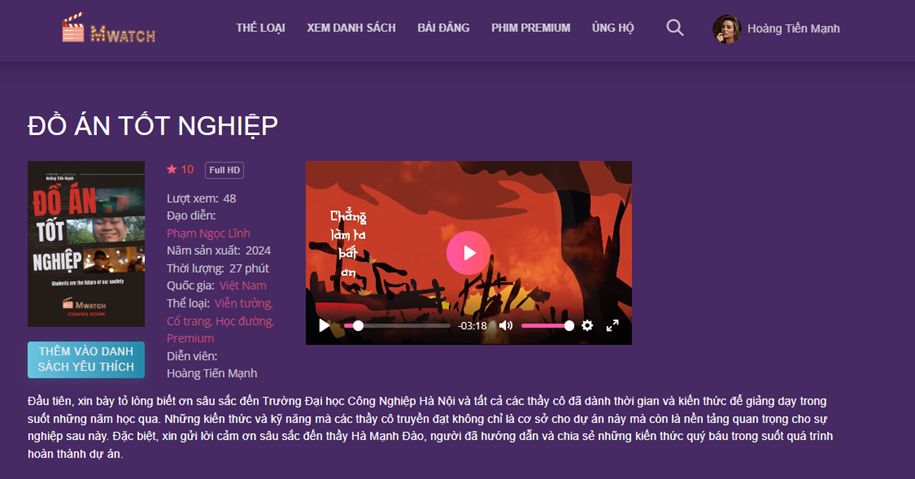 MWATCH
THỂ LOẠI
XEM DANH SÁCH
BÀI ĐĂNG
PHIM PREMIUM
ỦNG HỘ
Hoàng Tiến Mạnh
ĐỒ ÁN TỐT NGHIỆP
Hoàng Tiến Mạnh
ĐỒ ÁN
TỐT
NGHIỆP
Students are the future of our society
MWATCH
COMING SOON
THÊM VÀO DANH
SÁCH YÊU THÍCH
10
Full HD
Lượt xem: 48
Đạo diễn:
Phạm Ngọc Lĩnh
Năm sản xuất: 2024
Thời lượng: 27 phút
Quốc gia: Việt Nam
Thể loại: Viễn tưởng,
Cổ trang, Học đường,
Premium
Diễn viên:
Hoàng Tiến Mạnh
Chẳng
làm ta
bất
an
-03:18
Đầu tiên, xin bày tỏ lòng biết ơn sâu sắc đến Trường Đại học Công Nghiệp Hà Nội và tất cả các thầy cô đã dành thời gian và kiến thức để giảng dạy trong
suốt những năm học qua. Những kiến thức và kỹ năng mà các thầy cô truyền đạt không chỉ là cơ sở cho dự án này mà còn là nền tảng quan trọng cho sự
nghiệp sau này. Đặc biệt, xin gửi lời cảm ơn sâu sắc đến thầy Hà Mạnh Đào, người đã hướng dẫn và chia sẻ những kiến thức quý báu trong suốt quá trình
hoàn thành dự án.